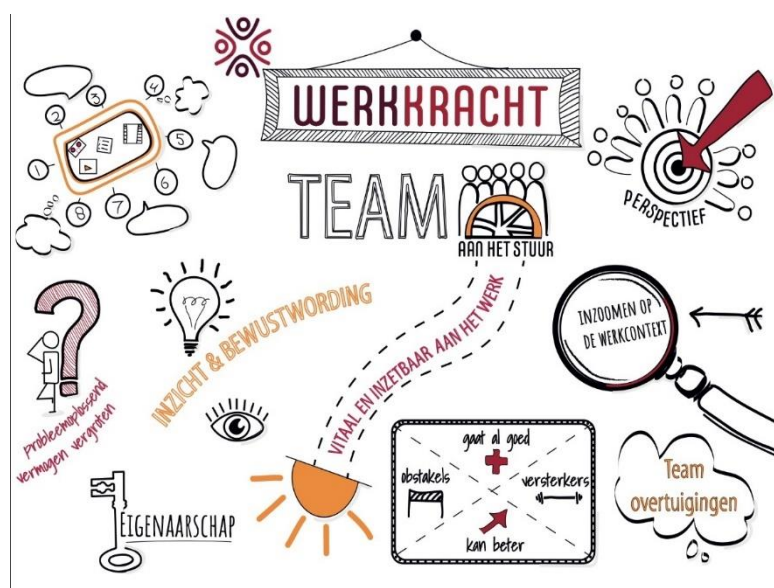 WERKKRACHT
TEAM
AAN HET STUUR
1
2
3
4
5
6
7
8
PERSPECTIEF
INZICHT & BEWUSTWORDING
VITAAL EN INZETBAAR AAN HET WERK
INZOOMEN OP
DE WERKCONTEXT
probleemoplossend
vermogen vergroten
EIGENAARSCHAP
gaat al goed
obstakels
versterkers
kan beter
Team
overtuigingen